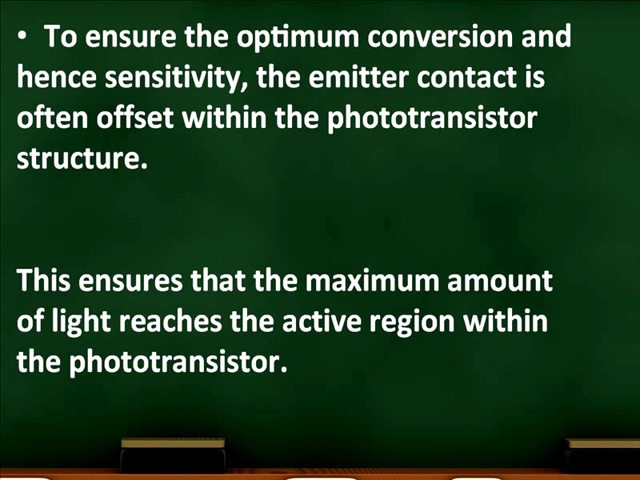 • To ensure the optimum conversion and
hence sensitivity, the emitter contact is
often offset within the phototransistor
structure.
This ensures that the maximum amount
of light reaches the active region within
the phototransistor.